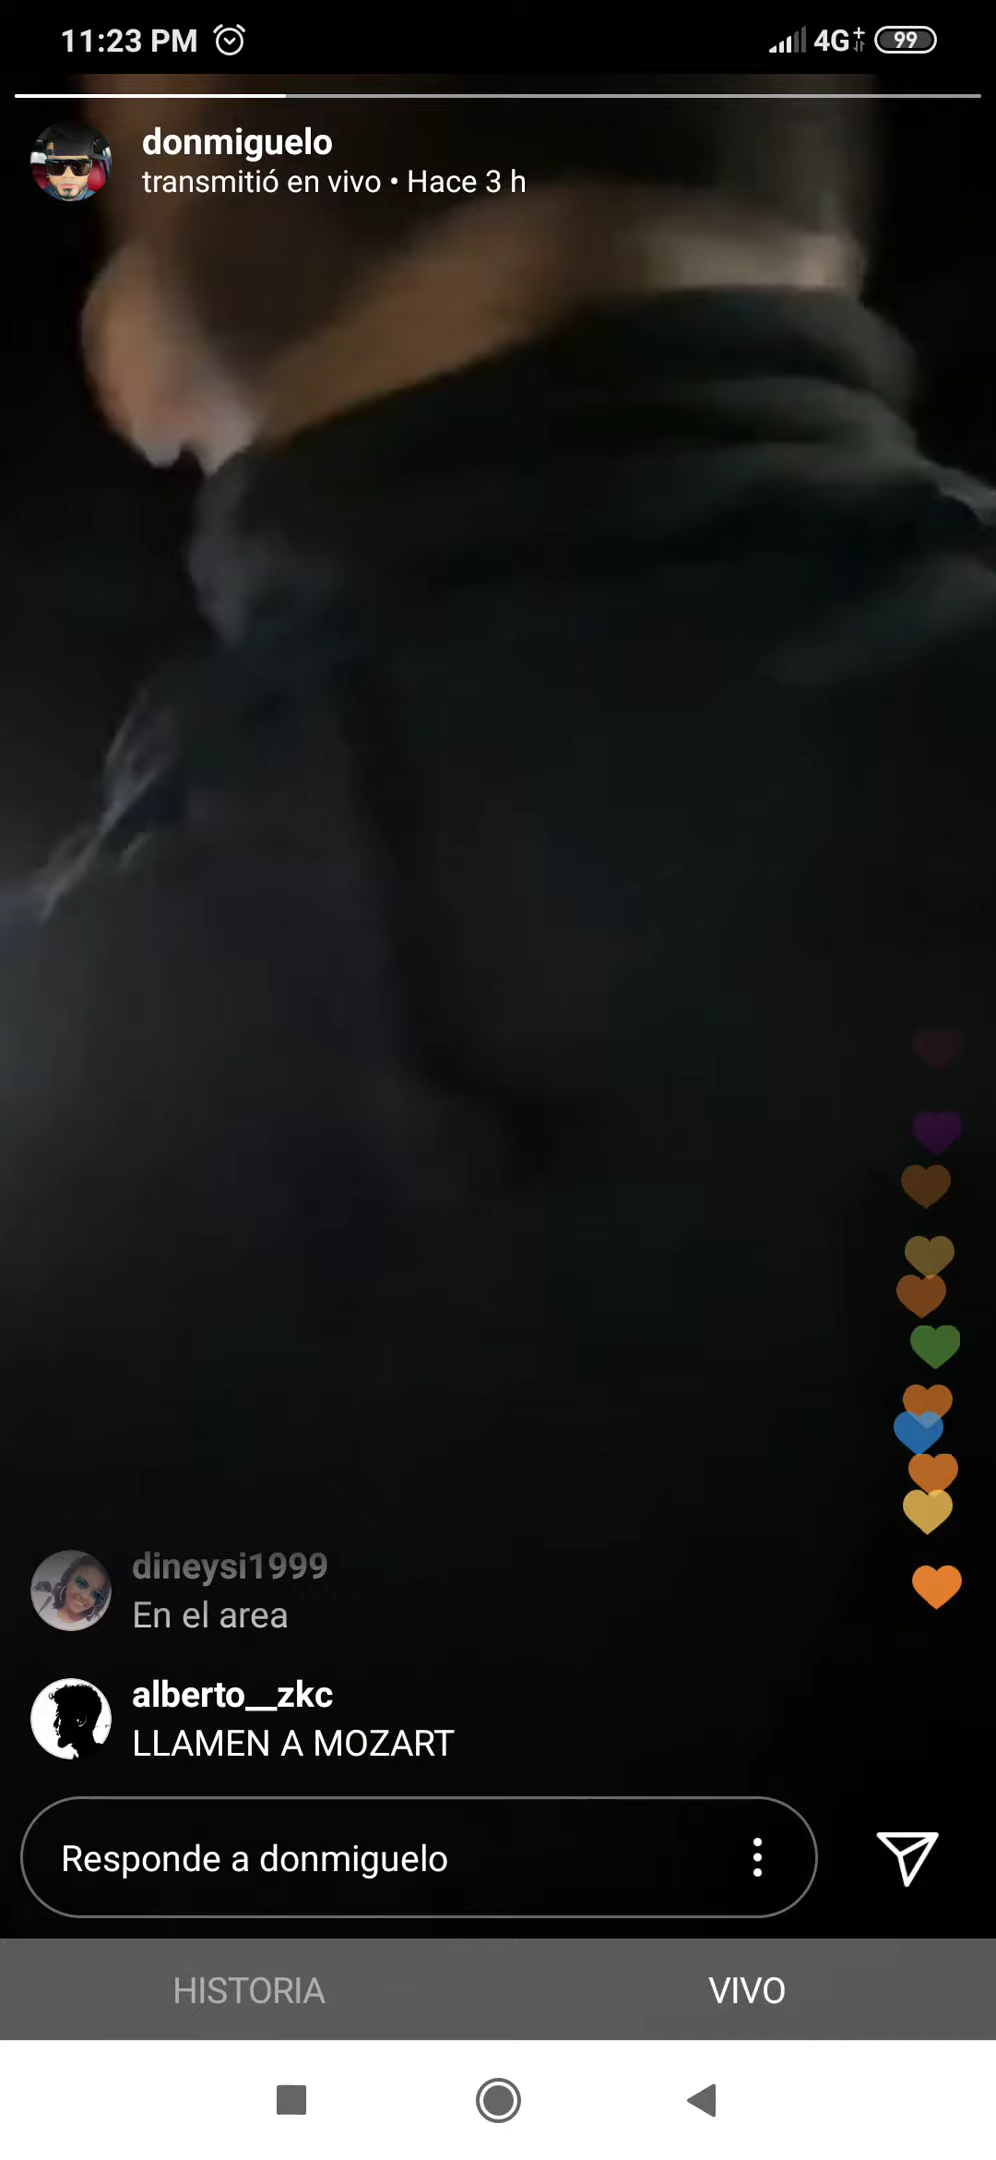 11:23 PM
4G+ 99
donmiguelo
transmitió en vivo • Hace 3 h
dineysi1999
En el area
alberto__zkc
LLAMEN A MOZART
Responde a donmiguelo
HISTORIA
VIVO